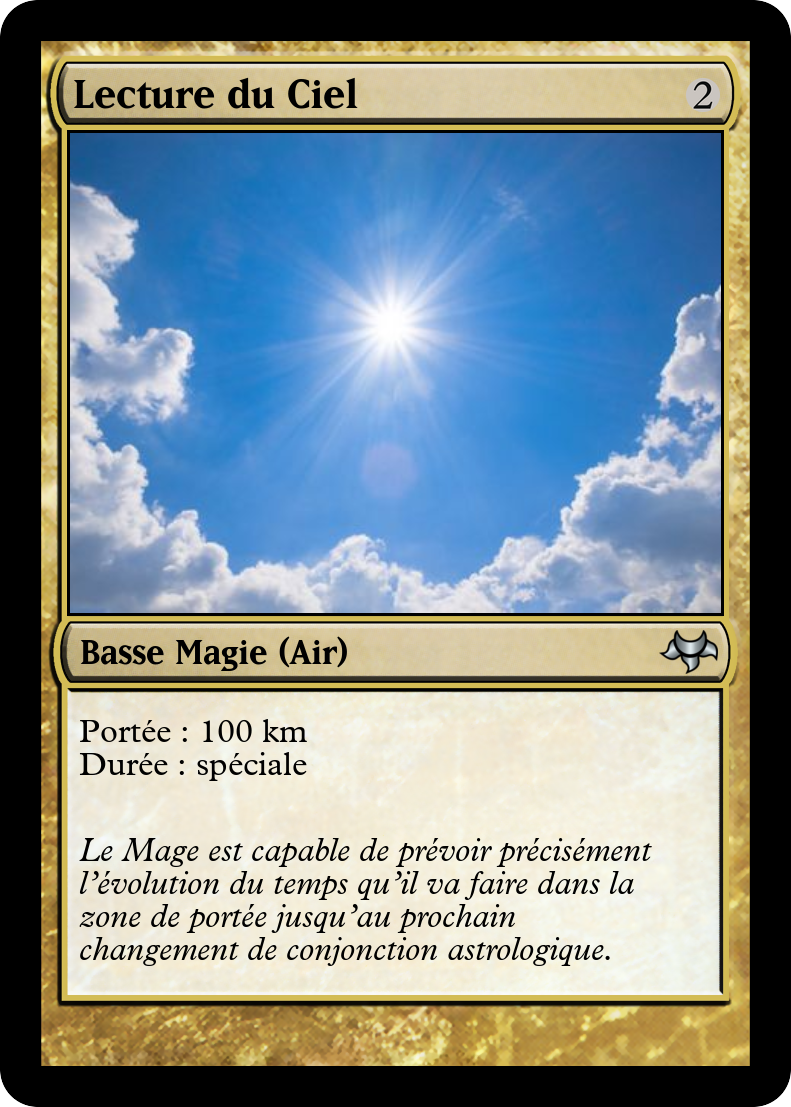 Lecture du Ciel
2
Basse Magie (Air)
Portée : 100 km
Durée : spéciale
Le Mage est capable de prévoir précisément
l'évolution du temps qu'il va faire dans la
zone de portée jusqu'au prochain
changement de conjonction astrologique.